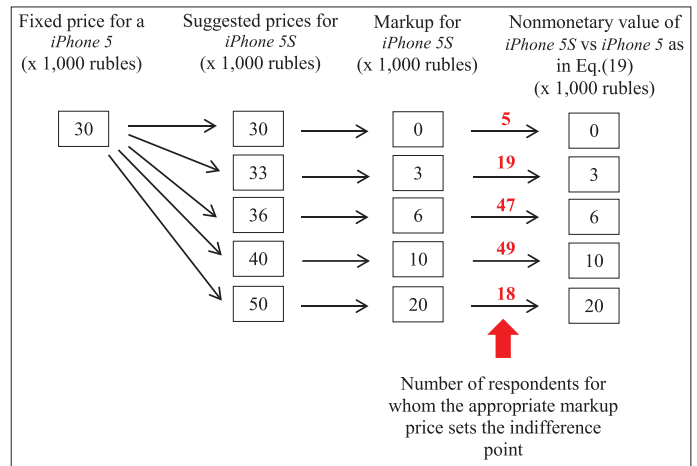 Fixed price for a
iPhone 5
(x 1,000 rubles)
Suggested prices for
iPhone 5S
(x 1,000 rubles)
Markup for
iPhone 5S
(x 1,000 rubles)
Nonmonetary value of
iPhone 5S vs iPhone 5 as
in Eq.(19)
(x 1,000 rubles)
30
30
0
5
0
33
3
19
3
36
6
47
6
40
10
49
10
50
20
18
20
Number of respondents for
whom the appropriate markup
price sets the indifference
point